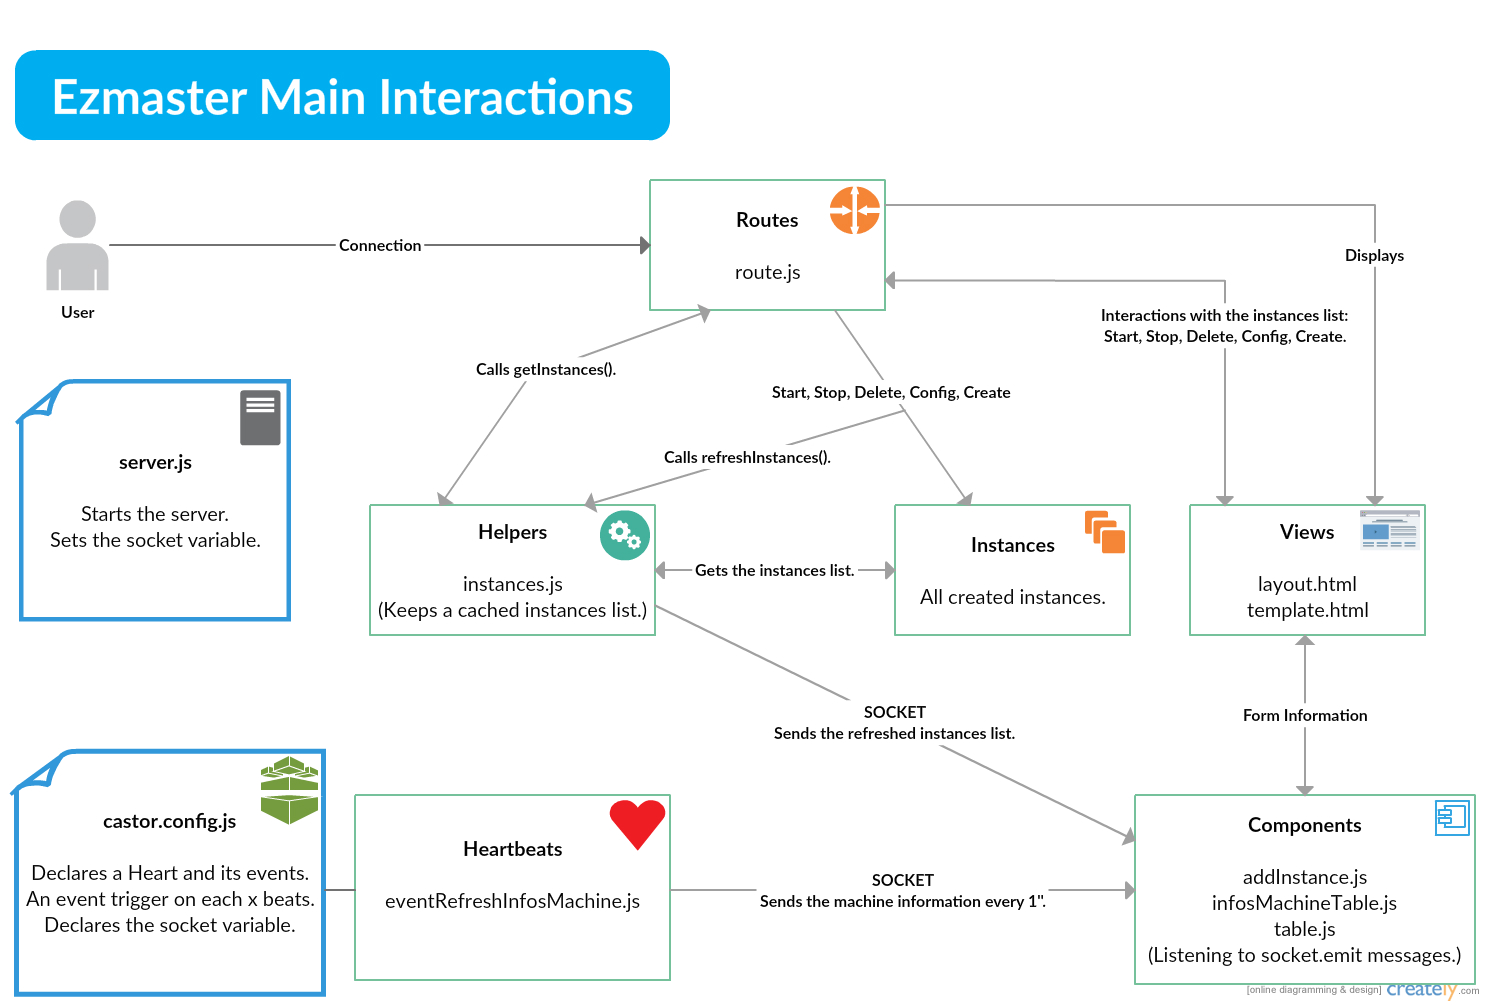 Ezmaster Main Interactions
Routes
route.js
Connection
User
Displays
Interactions with the instances list:
Start, Stop, Delete, Config, Create.
Calls getInstances().
Start, Stop, Delete, Config, Create
Calls refreshInstances().
server.js
Starts the server.
Sets the socket variable.
Helpers
instances.js
(Keeps a cached instances list.)
Gets the instances list.
Instances
All created instances.
Views
layout.html
template.html
SOCKET
Sends the refreshed instances list.
Form Information
castor.config.js
Declares a Heart and its events.
An event trigger on each x beats.
Declares the socket variable.
Heartbeats
eventRefreshInfosMachine.js
SOCKET
Sends the machine information every 1".
Components
addInstance.js
infosMachineTable.js
table.js
(Listening to socket.emit messages.)
[online diagramming & design] creately.com